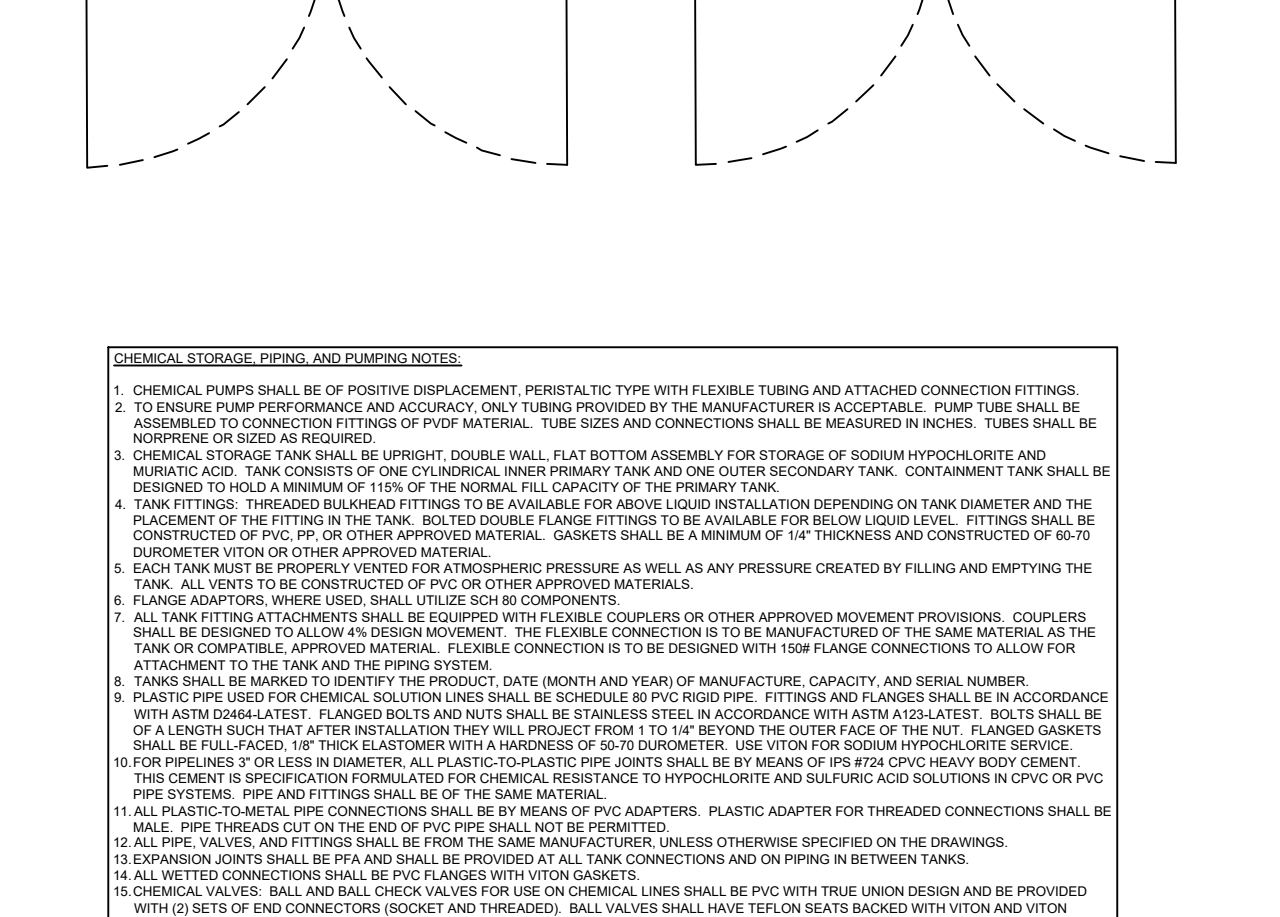 CHEMICAL STORAGE, PIPING, AND PUMPING NOTES:
1. CHEMICAL PUMPS SHALL BE OF POSITIVE DISPLACEMENT, PERISTALTIC TYPE WITH FLEXIBLE TUBING AND ATTACHED CONNECTION FITTINGS.
2. TO ENSURE PUMP PERFORMANCE AND ACCURACY, ONLY TUBING PROVIDED BY THE MANUFACTURER IS ACCEPTABLE. PUMP TUBE SHALL BE
ASSEMBLED TO CONNECTION FITTINGS OF PVDF MATERIAL. TUBE SIZES AND CONNECTIONS SHALL BE MEASURED IN INCHES. TUBES SHALL BE
NORPRENE OR SIZED AS REQUIRED.
3. CHEMICAL STORAGE TANK SHALL BE UPRIGHT, DOUBLE WALL, FLAT BOTTOM ASSEMBLY FOR STORAGE OF SODIUM HYPOCHLORITE AND
MURIATIC ACID. TANK CONSISTS OF ONE CYLINDRICAL INNER PRIMARY TANK AND ONE OUTER SECONDARY TANK. CONTAINMENT TANK SHALL BE
DESIGNED TO HOLD A MINIMUM OF 115% OF THE NORMAL FILL CAPACITY OF THE PRIMARY TANK.
4. TANK FITTINGS: THREADED BULKHEAD FITTINGS TO BE AVAILABLE FOR ABOVE LIQUID INSTALLATION DEPENDING ON TANK DIAMETER AND THE
PLACEMENT OF THE FITTING IN THE TANK. BOLTED DOUBLE FLANGE FITTINGS TO BE AVAILABLE FOR BELOW LIQUID LEVEL. FITTINGS SHALL BE
CONSTRUCTED OF PVC, PP, OR OTHER APPROVED MATERIAL. GASKETS SHALL BE A MINIMUM OF 1/4" THICKNESS AND CONSTRUCTED OF 60-70
DUROMETER VITON OR OTHER APPROVED MATERIAL.
5. EACH TANK MUST BE PROPERLY VENTED FOR ATMOSPHERIC PRESSURE AS WELL AS ANY PRESSURE CREATED BY FILLING AND EMPTYING THE
TANK. ALL VENTS TO BE CONSTRUCTED OF PVC OR OTHER APPROVED MATERIALS.
6. FLANGE ADAPTORS, WHERE USED, SHALL UTILIZE SCH 80 COMPONENTS.
7. ALL TANK FITTING ATTACHMENTS SHALL BE EQUIPPED WITH FLEXIBLE COUPLERS OR OTHER APPROVED MOVEMENT PROVISIONS. COUPLERS
SHALL BE DESIGNED TO ALLOW 4% DESIGN MOVEMENT. THE FLEXIBLE CONNECTION IS TO BE MANUFACTURED OF THE SAME MATERIAL AS THE
TANK OR COMPATIBLE, APPROVED MATERIAL. FLEXIBLE CONNECTION IS TO BE DESIGNED WITH 150# FLANGE CONNECTIONS TO ALLOW FOR
ATTACHMENT TO THE TANK AND THE PIPING SYSTEM.
8. TANKS SHALL BE MARKED TO IDENTIFY THE PRODUCT, DATE (MONTH AND YEAR) OF MANUFACTURE, CAPACITY, AND SERIAL NUMBER.
9. PLASTIC PIPE USED FOR CHEMICAL SOLUTION LINES SHALL BE SCHEDULE 80 PVC RIGID PIPE. FITTINGS AND FLANGES SHALL BE IN ACCORDANCE
WITH ASTM D2464-LATEST. FLANGED BOLTS AND NUTS SHALL BE STAINLESS STEEL IN ACCORDANCE WITH ASTM A123-LATEST. BOLTS SHALL BE
OF A LENGTH SUCH THAT AFTER INSTALLATION THEY WILL PROJECT FROM 1 TO 1/4" BEYOND THE OUTER FACE OF THE NUT. FLANGED GASKETS
SHALL BE FULL-FACED, 1/8" THICK ELASTOMER WITH A HARDNESS OF 50-70 DUROMETER. USE VITON FOR SODIUM HYPOCHLORITE SERVICE.
10. FOR PIPELINES 3" OR LESS IN DIAMETER, ALL PLASTIC-TO-PLASTIC PIPE JOINTS SHALL BE BY MEANS OF IPS #724 CPVC HEAVY BODY CEMENT.
THIS CEMENT IS SPECIFICATION FORMULATED FOR CHEMICAL RESISTANCE TO HYPOCHLORITE AND SULFURIC ACID SOLUTIONS IN CPVC OR PVC
PIPE SYSTEMS. PIPE AND FITTINGS SHALL BE OF THE SAME MATERIAL.
11. ALL PLASTIC-TO-METAL PIPE CONNECTIONS SHALL BE BY MEANS OF PVC ADAPTERS. PLASTIC ADAPTER FOR THREADED CONNECTIONS SHALL BE
MALE. PIPE THREADS CUT ON THE END OF PVC PIPE SHALL NOT BE PERMITTED.
12. ALL PIPE, VALVES, AND FITTINGS SHALL BE FROM THE SAME MANUFACTURER, UNLESS OTHERWISE SPECIFIED ON THE DRAWINGS.
13. EXPANSION JOINTS SHALL BE PFA AND SHALL BE PROVIDED AT ALL TANK CONNECTIONS AND ON PIPING IN BETWEEN TANKS.
14. ALL WETTED CONNECTIONS SHALL BE PVC FLANGES WITH VITON GASKETS.
15. CHEMICAL VALVES: BALL AND BALL CHECK VALVES FOR USE ON CHEMICAL LINES SHALL BE PVC WITH TRUE UNION DESIGN AND BE PROVIDED
WITH (2) SETS OF END CONNECTORS (SOCKET AND THREADED). BALL VALVES SHALL HAVE TEFLON SEATS BACKED WITH VITON AND VITON